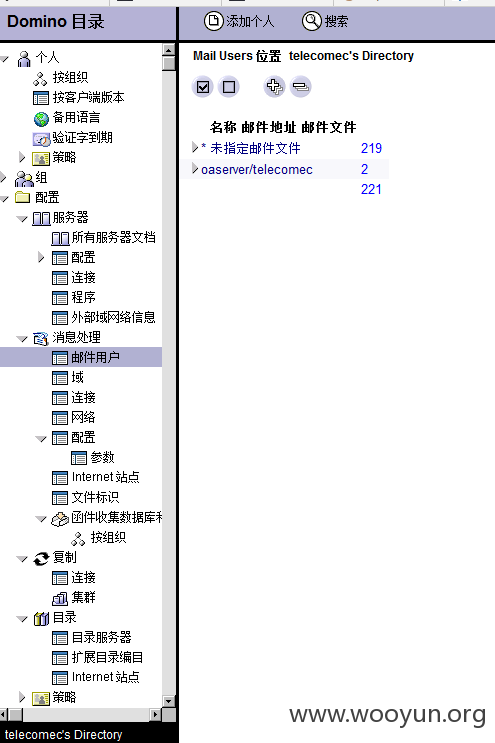 Domino 目录
添加个人
搜索
个人
按组织
按客户端版本
备用语言
验证字到期
策略
组
配置
服务器
所有服务器文档
配置
连接
程序
外部域网络信息
消息处理
邮件用户
域
连接
网络
配置
参数
Internet 站点
文件标识
函件收集数据库和
按组织
复制
连接
集群
目录
目录服务器
扩展目录编目
Internet 站点
策略
telecomec's Directory
Mail Users 位置 telecomec's Directory
名称 邮件地址 邮件文件
* 未指定邮件文件 219
oaserver/telecomec 2
221
www.wooyun.org